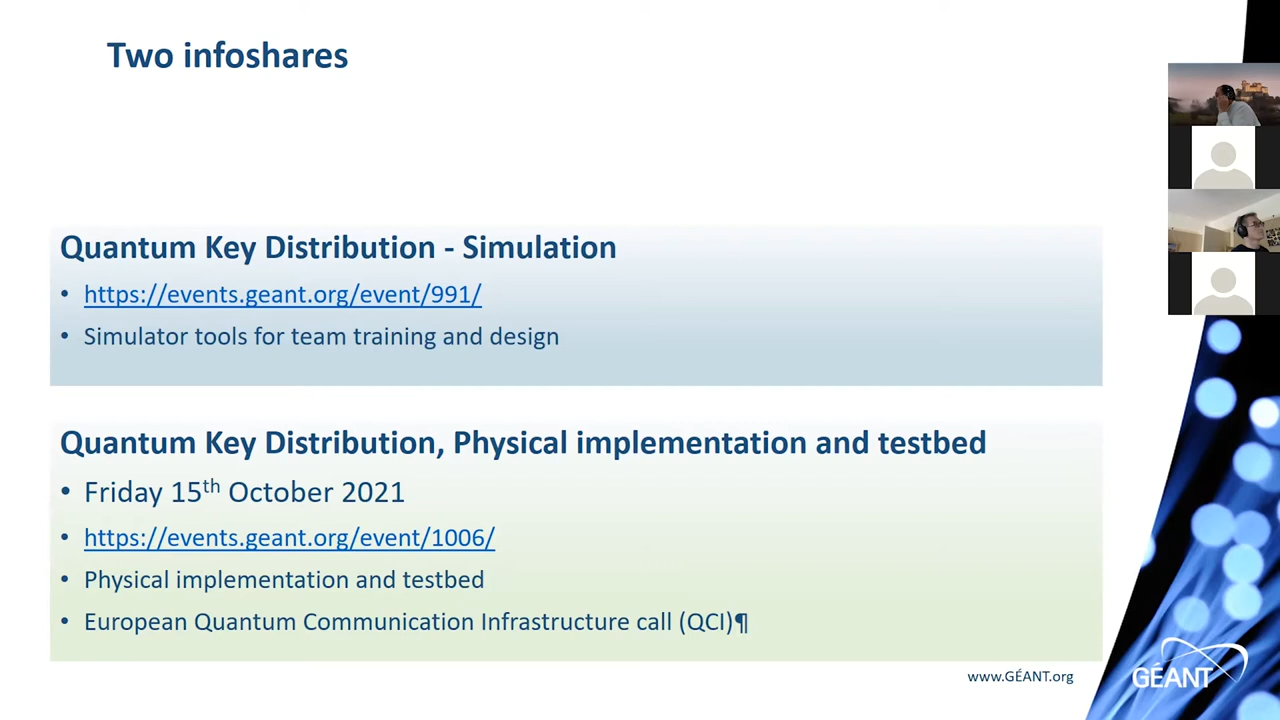 Two infoshares
Quantum Key Distribution - Simulation
• https://events.geant.org/event/991/
• Simulator tools for team training and design
Quantum Key Distribution, Physical implementation and testbed
• Friday 15th October 2021
• https://events.geant.org/event/1006/
• Physical implementation and testbed
• European Quantum Communication Infrastructure call (QCI)¶
www.GÉANT.org
GÉANT